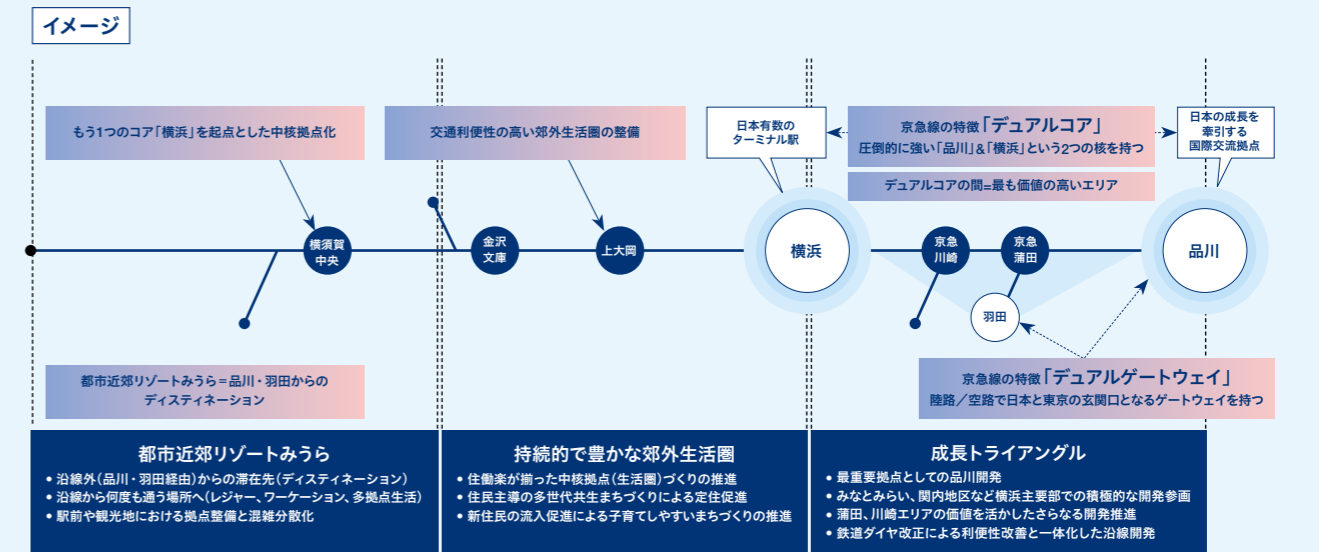 イメージ
もう1つのコア「横浜」を起点とした中核拠点化
交通利便性の高い郊外生活圏の整備
日本有数の
ターミナル駅
京急線の特徴「デュアルコア」
圧倒的に強い「品川」&「横浜」という2つの核を持つ
デュアルコアの間=最も価値の高いエリア
日本の成長を
牽引する
国際交流拠点
横須賀
中央
金沢
文庫
上大岡
横浜
京急
川崎
京急
蒲田
品川
羽田
都市近郊リゾートみうら=品川・羽田からの
ディスティネーション
京急線の特徴「デュアルゲートウェイ」
陸路/空路で日本と東京の玄関口となるゲートウェイを持つ
都市近郊リゾートみうら
• 沿線外(品川・羽田経由)からの滞在先(ディスティネーション)
• 沿線から何度も通う場所へ(レジャー、ワーケーション、多拠点生活)
• 駅前や観光地における拠点整備と混雑分散化
持続的で豊かな郊外生活圏
• 住働楽が揃った中核拠点(生活圏)づくりの推進
• 住民主導の多世代共生まちづくりによる定住促進
• 新住民の流入促進による子育てしやすいまちづくりの推進
成長トライアングル
• 最重要拠点としての品川開発
• みなとみらい、関内地区など横浜主要部での積極的な開発参画
• 蒲田、川崎エリアの価値を活かしたさらなる開発推進
• 鉄道ダイヤ改正による利便性改善と一体化した沿線開発